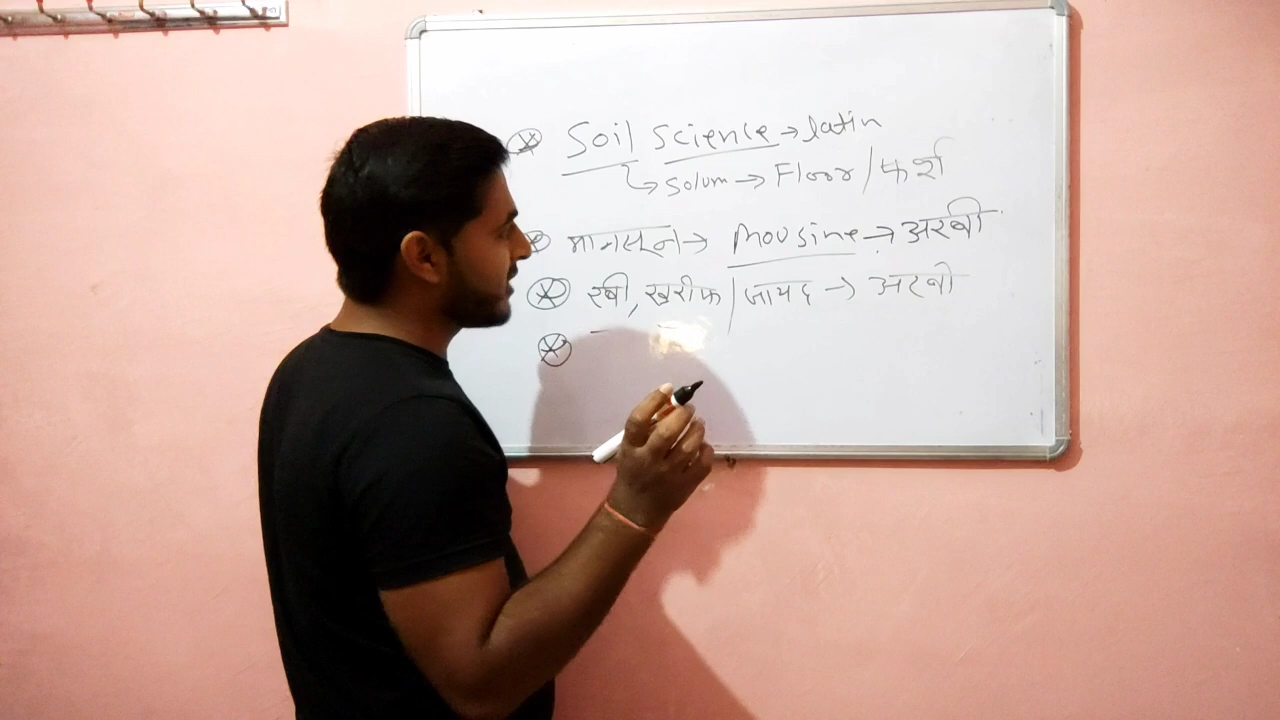 Soil Science → latin
↳ Solum → Floor / फर्श
मानसून → Mousine → अरबी
रबी, खरीफ / जायद → अरबी